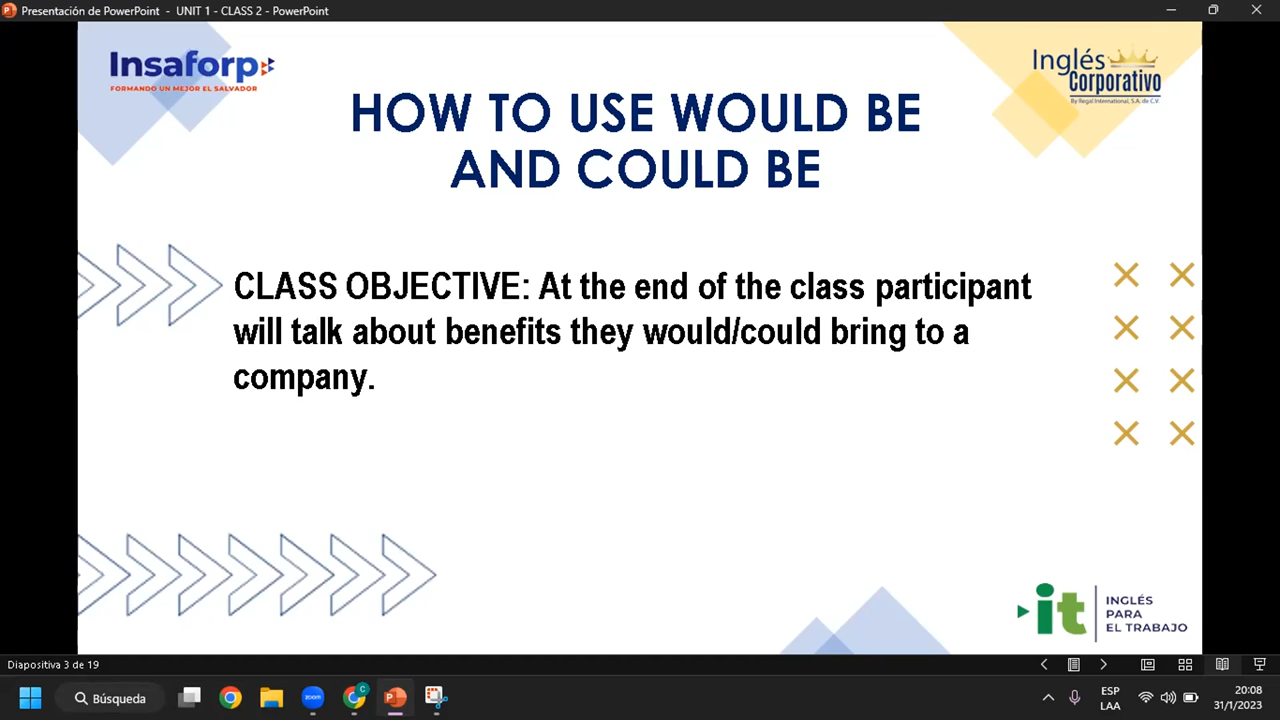 Presentación de PowerPoint - UNIT 1 - CLASS 2 - PowerPoint
Insaforp
FORMANDO UN MEJOR EL SALVADOR
Inglés
Corporativo
By Regal International, S.A. de C.V.
HOW TO USE WOULD BE
AND COULD BE
CLASS OBJECTIVE: At the end of the class participant
will talk about benefits they would/could bring to a
company.
it
INGLÉS
PARA
EL TRABAJO
Diapositiva 3 de 19
Búsqueda
zoom
C
ESP
LAA
20:08
31/1/2023